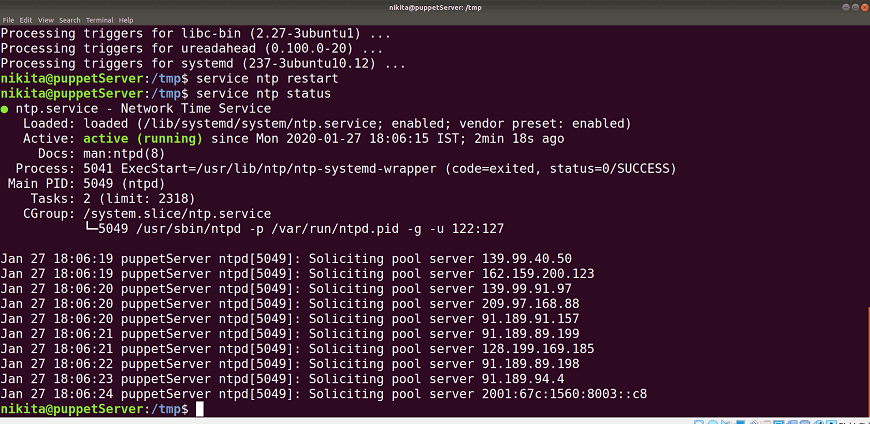 nikita@puppetServer: /tmp
File Edit View Search Terminal Help
Processing triggers for libc-bin (2.27-3ubuntu1) ...
Processing triggers for ureadahead (0.100.0-20) ...
Processing triggers for systemd (237-3ubuntu10.12) ...
nikita@puppetServer:/tmp$ service ntp restart
nikita@puppetServer:/tmp$ service ntp status
● ntp.service - Network Time Service
   Loaded: loaded (/lib/systemd/system/ntp.service; enabled; vendor preset: enabled)
   Active: active (running) since Mon 2020-01-27 18:06:15 IST; 2min 18s ago
     Docs: man:ntpd(8)
  Process: 5041 ExecStart=/usr/lib/ntp/ntp-systemd-wrapper (code=exited, status=0/SUCCESS)
 Main PID: 5049 (ntpd)
    Tasks: 2 (limit: 2318)
   CGroup: /system.slice/ntp.service
           └─5049 /usr/sbin/ntpd -p /var/run/ntpd.pid -g -u 122:127
Jan 27 18:06:19 puppetServer ntpd[5049]: Soliciting pool server 139.99.40.50
Jan 27 18:06:19 puppetServer ntpd[5049]: Soliciting pool server 162.159.200.123
Jan 27 18:06:20 puppetServer ntpd[5049]: Soliciting pool server 139.99.91.97
Jan 27 18:06:20 puppetServer ntpd[5049]: Soliciting pool server 209.97.168.88
Jan 27 18:06:20 puppetServer ntpd[5049]: Soliciting pool server 91.189.91.157
Jan 27 18:06:21 puppetServer ntpd[5049]: Soliciting pool server 91.189.89.199
Jan 27 18:06:21 puppetServer ntpd[5049]: Soliciting pool server 128.199.169.185
Jan 27 18:06:22 puppetServer ntpd[5049]: Soliciting pool server 91.189.89.198
Jan 27 18:06:23 puppetServer ntpd[5049]: Soliciting pool server 91.189.94.4
Jan 27 18:06:24 puppetServer ntpd[5049]: Soliciting pool server 2001:67c:1560:8003::c8
nikita@puppetServer:/tmp$